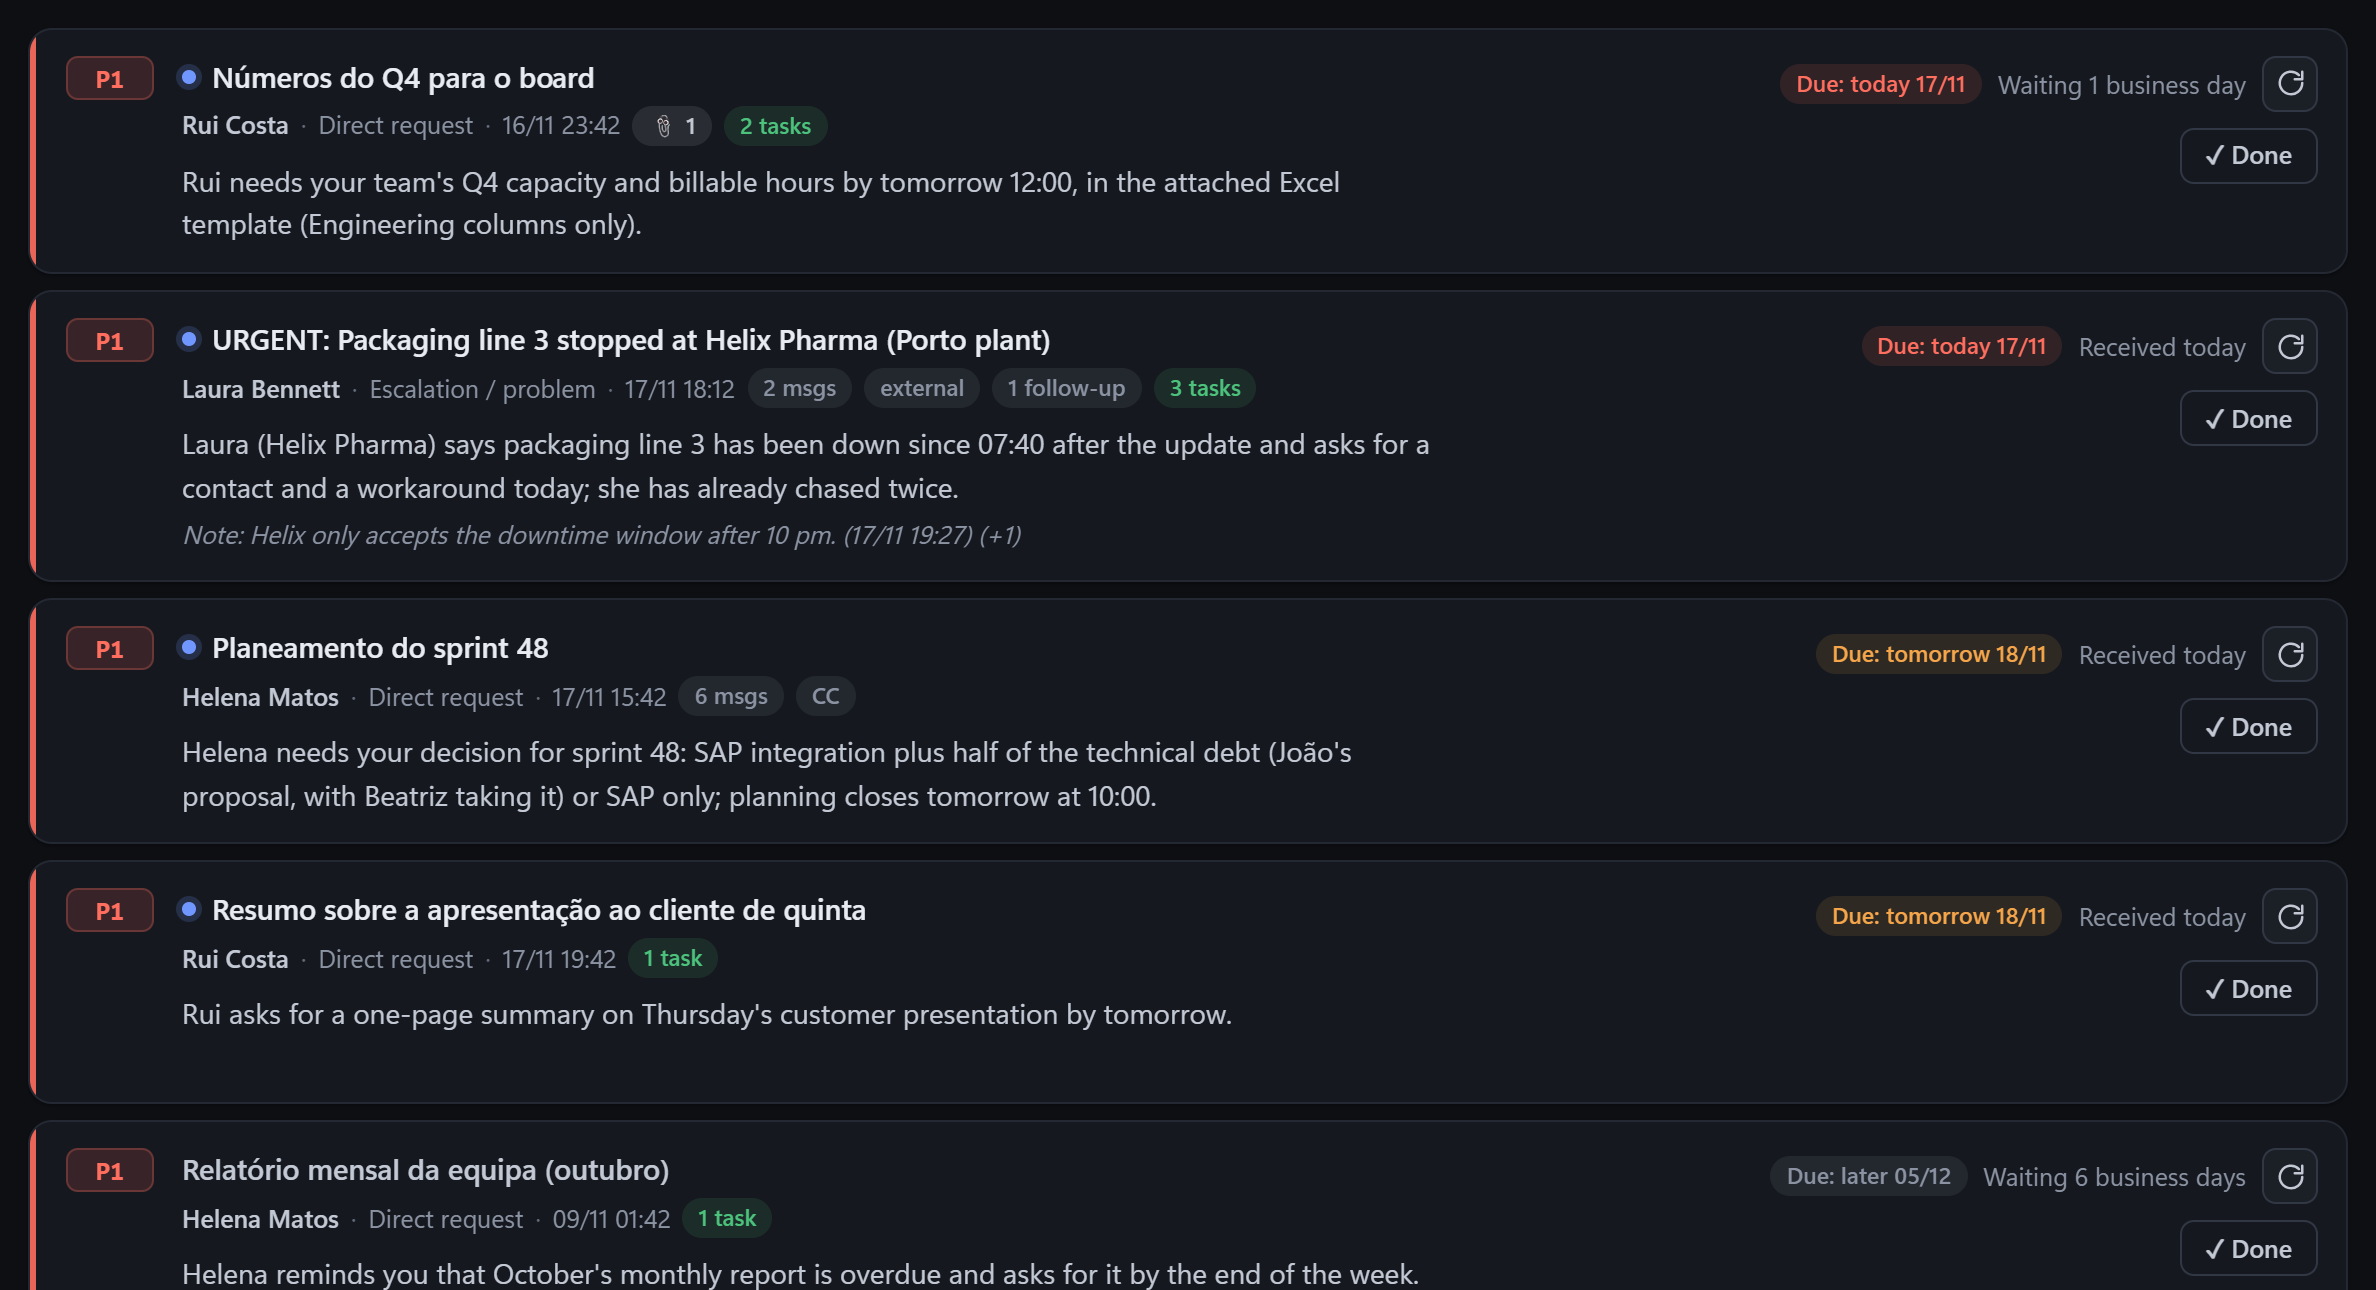 P1 Números do Q4 para o board Due: today 17/11 Waiting 1 business day
Rui Costa · Direct request · 16/11 23:42 1 2 tasks
✓ Done
Rui needs your team's Q4 capacity and billable hours by tomorrow 12:00, in the attached Excel
template (Engineering columns only).
P1 URGENT: Packaging line 3 stopped at Helix Pharma (Porto plant) Due: today 17/11 Received today
Laura Bennett · Escalation / problem · 17/11 18:12 2 msgs external 1 follow-up 3 tasks
✓ Done
Laura (Helix Pharma) says packaging line 3 has been down since 07:40 after the update and asks for a
contact and a workaround today; she has already chased twice.
Note: Helix only accepts the downtime window after 10 pm. (17/11 19:27) (+1)
P1 Planeamento do sprint 48 Due: tomorrow 18/11 Received today
Helena Matos · Direct request · 17/11 15:42 6 msgs CC
✓ Done
Helena needs your decision for sprint 48: SAP integration plus half of the technical debt (João's
proposal, with Beatriz taking it) or SAP only; planning closes tomorrow at 10:00.
P1 Resumo sobre a apresentação ao cliente de quinta Due: tomorrow 18/11 Received today
Rui Costa · Direct request · 17/11 19:42 1 task
✓ Done
Rui asks for a one-page summary on Thursday's customer presentation by tomorrow.
P1 Relatório mensal da equipa (outubro) Due: later 05/12 Waiting 6 business days
Helena Matos · Direct request · 09/11 01:42 1 task
✓ Done
Helena reminds you that October's monthly report is overdue and asks for it by the end of the week.